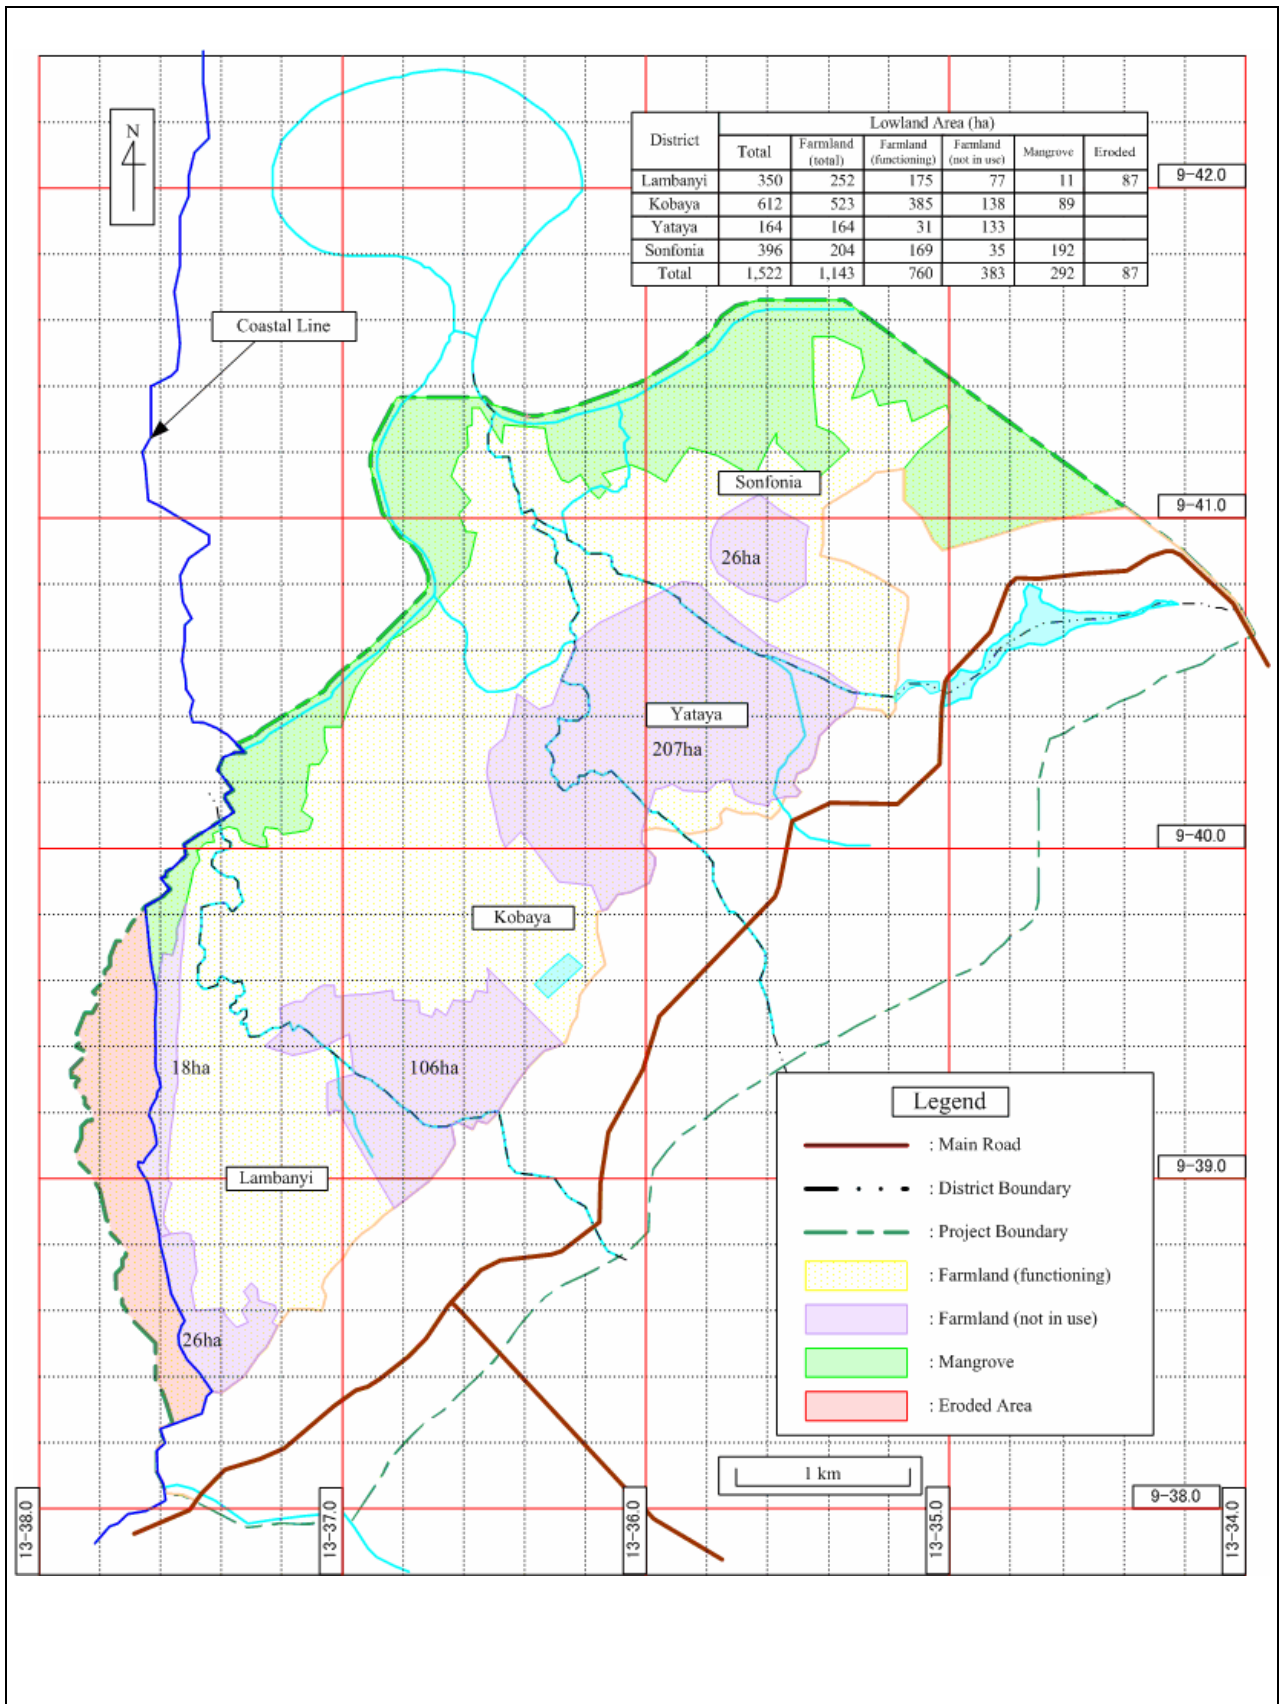 N
District
Lowland Area (ha)
Total
Farmland (total)
Farmland (functioning)
Farmland (not in use)
Mangrove
Eroded
Lambanyi 350 252 175 77 11 87
Kobaya 612 523 385 138 89
Yataya 164 164 31 133
Sonfonia 396 204 169 35 192
Total 1,522 1,143 760 383 292 87
9-42.0
Coastal Line
Sonfonia
9-41.0
26ha
Yataya
207ha
9-40.0
Kobaya
18ha
106ha
Legend
: Main Road
: District Boundary
: Project Boundary
: Farmland (functioning)
: Farmland (not in use)
: Mangrove
: Eroded Area
9-39.0
Lambanyi
26ha
1 km
9-38.0
13-38.0
13-37.0
13-36.0
13-35.0
13-34.0